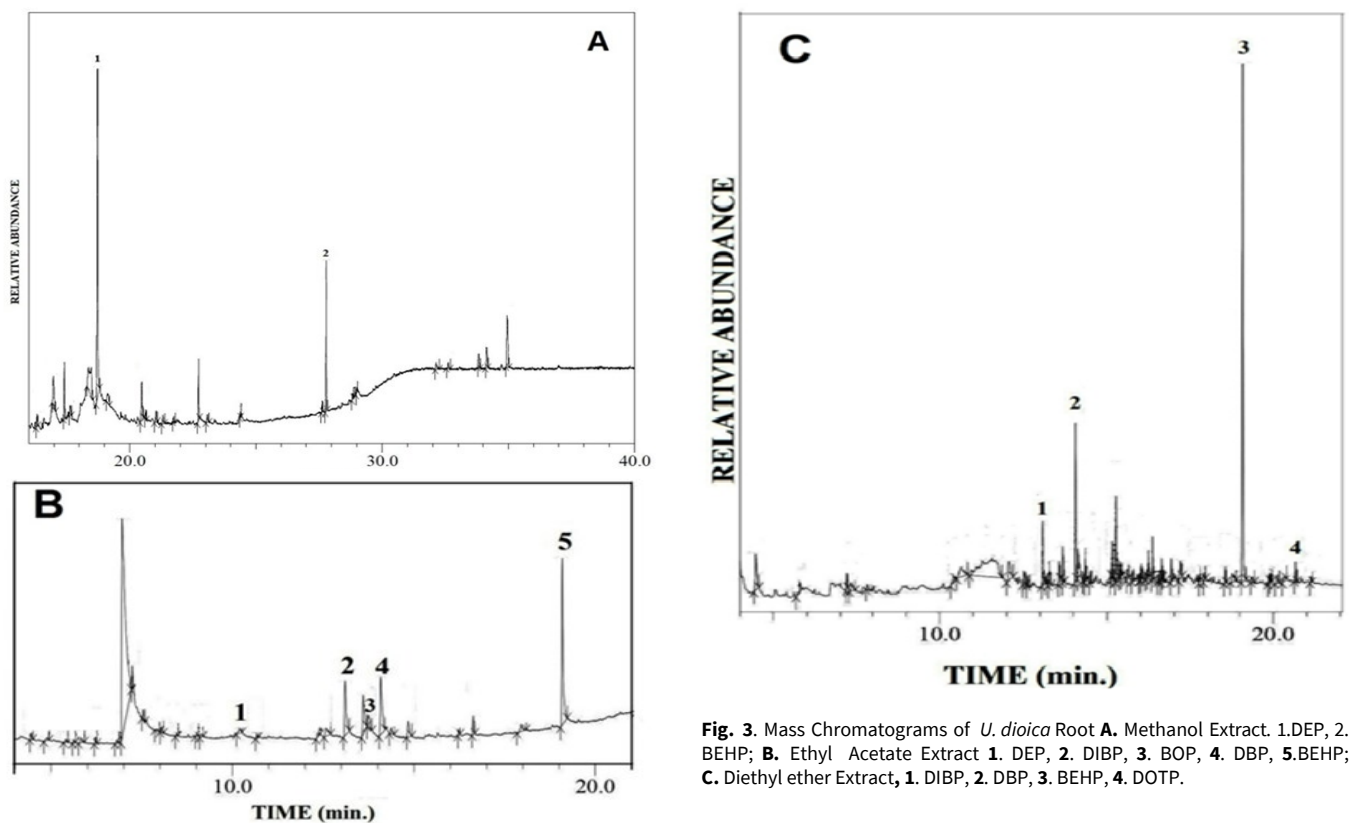 A
1
2
RELATIVE ABUNDANCE
20.0 30.0 40.0
B
1
2
3
4
5
10.0 20.0
TIME (min.)
C
1
2
3
4
RELATIVE ABUNDANCE
10.0 20.0
TIME (min.)
Fig. 3. Mass Chromatograms of U. dioica Root A. Methanol Extract. 1.DEP, 2.
BEHP; B. Ethyl Acetate Extract 1. DEP, 2. DIBP, 3. BOP, 4. DBP, 5.BEHP;
C. Diethyl ether Extract, 1. DIBP, 2. DBP, 3. BEHP, 4. DOTP.